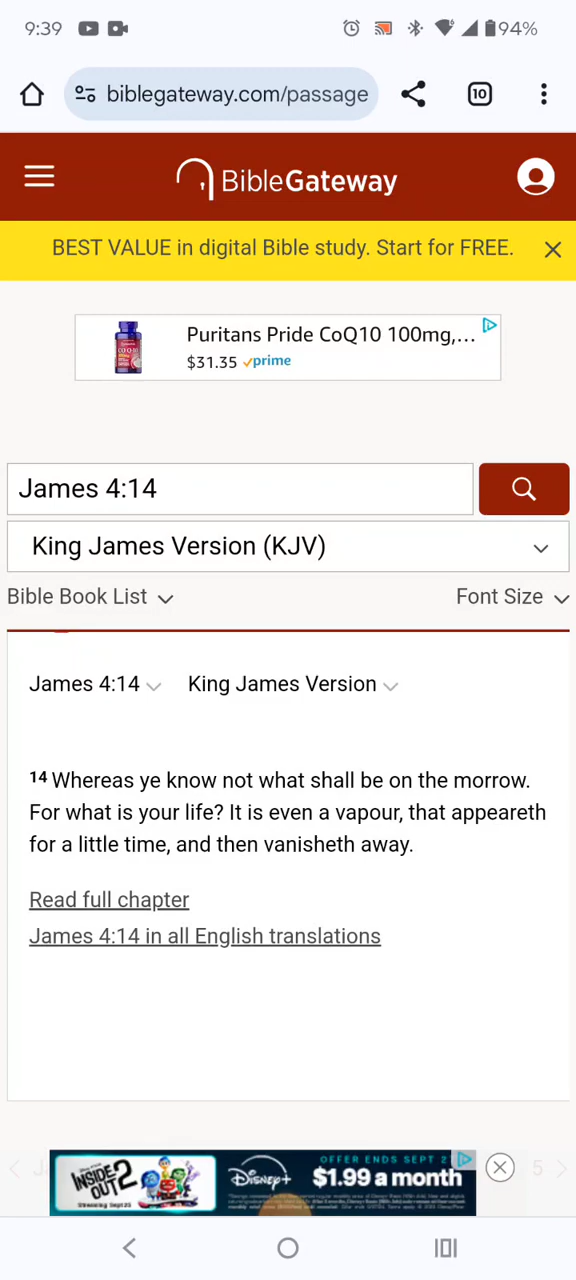 9:39
94%
biblegateway.com/passage
10
BibleGateway
BEST VALUE in digital Bible study. Start for FREE.
Puritans Pride CoQ10 100mg,...
$31.35 prime
James 4:14
King James Version (KJV)
Bible Book List
Font Size
James 4:14
King James Version
14 Whereas ye know not what shall be on the morrow.
For what is your life? It is even a vapour, that appeareth
for a little time, and then vanisheth away.
Read full chapter
James 4:14 in all English translations
INSIDE OUT 2
Disney+
OFFER ENDS SEPT 2
$1.99 a month
5